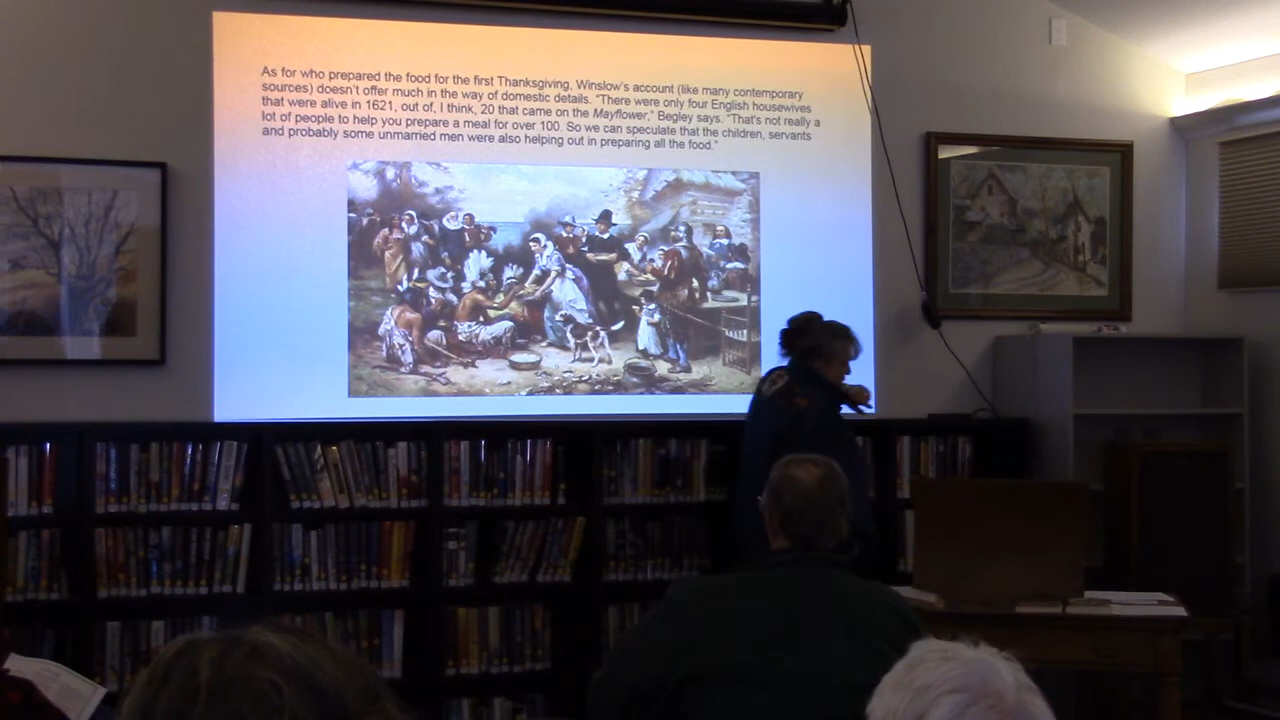 As for who prepared the food for the first Thanksgiving, Winslow's account (like many contemporary
sources) doesn't offer much in the way of domestic details. "There were only four English housewives
that were alive in 1621, out of, I think, 20 that came on the Mayflower," Begley says. "That's not really a
lot of people to help you prepare a meal for over 100. So we can speculate that the children, servants
and probably some unmarried men were also helping out in preparing all the food."